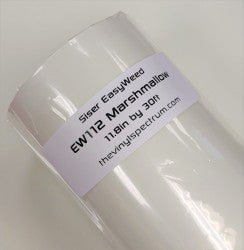 Siser EasyWeed
EW112 Marshmallow
11.8in by 30ft
thevinylspectrum.com